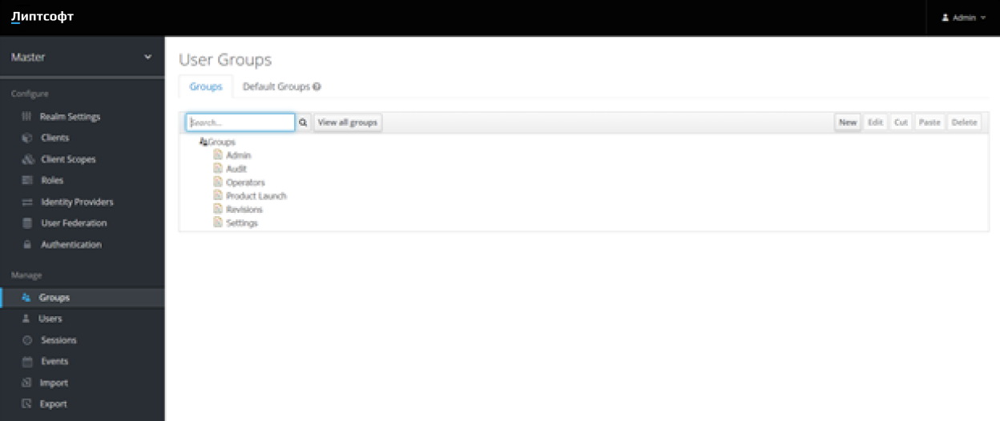 Липтсофт
Admin
Master
Configure
Realm Settings
Clients
Client Scopes
Roles
Identity Providers
User Federation
Authentication
Manage
Groups
Users
Sessions
Events
Import
Export
User Groups
Groups Default Groups
Search... View all groups New Edit Cut Paste Delete
Groups
Admin
Audit
Operators
Product Launch
Revisions
Settings